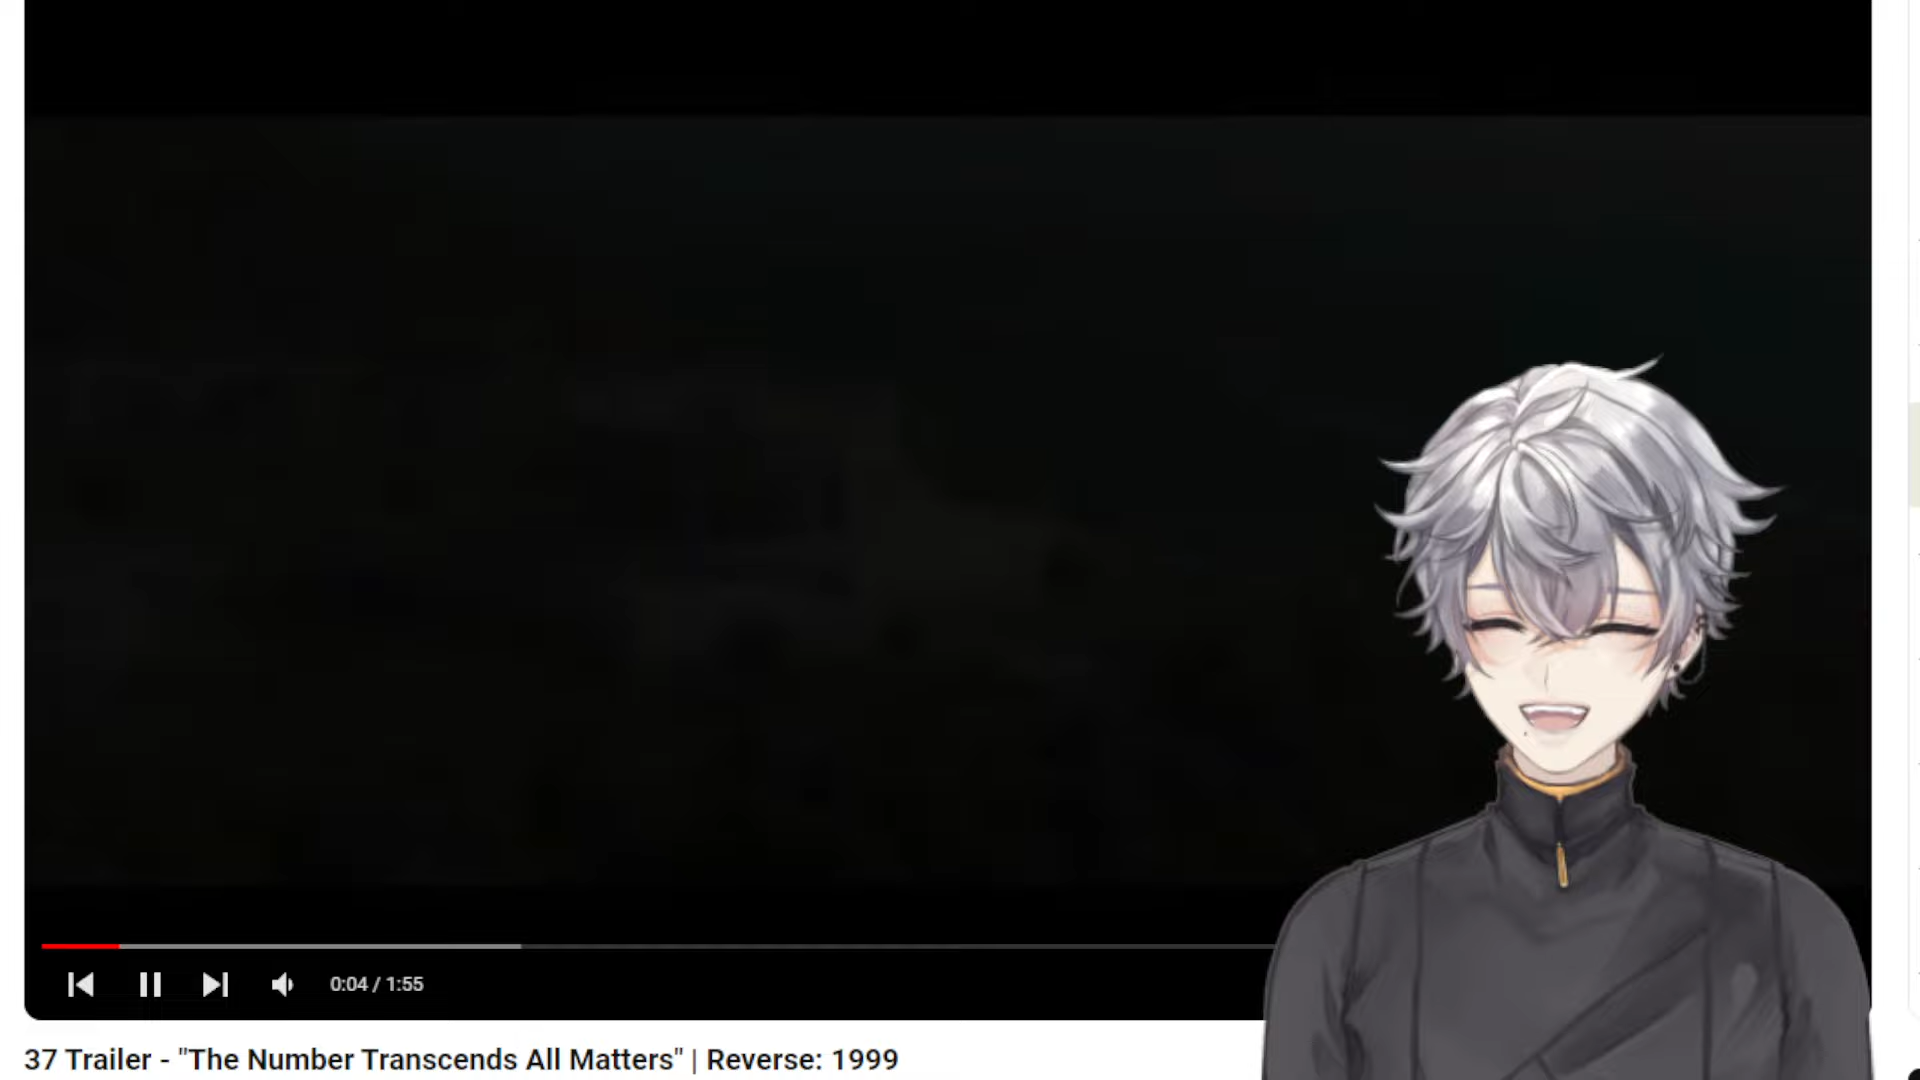 0:04 / 1:55
37 Trailer - "The Number Transcends All Matters" | Reverse: 1999